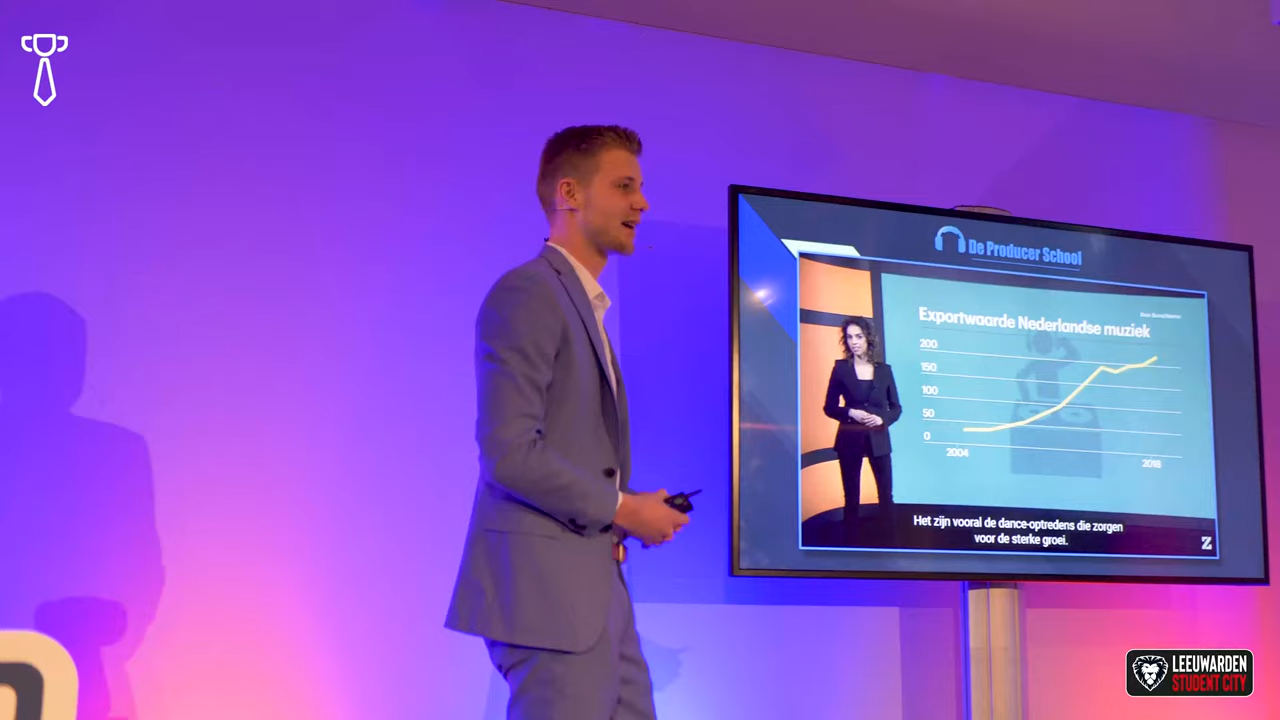 De Producer School
Exportwaarde Nederlandse muziek
200
150
100
50
0
2004
2018
Het zijn vooral de dance-optredens die zorgen
voor de sterke groei.
Z
LEEUWARDEN
STUDENT CITY